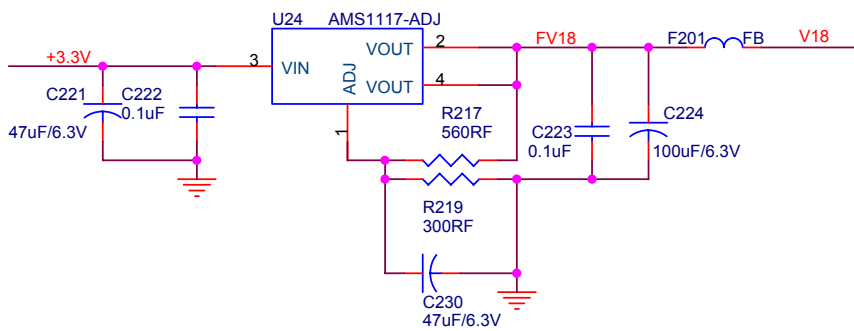 U24 AMS1117-ADJ
+3.3V
3
VIN
ADJ
VOUT
2
VOUT
4
1
FV18
F201
FB
V18
C221
47uF/6.3V
C222
0.1uF
R217
560RF
R219
300RF
C223
0.1uF
C224
100uF/6.3V
C230
47uF/6.3V